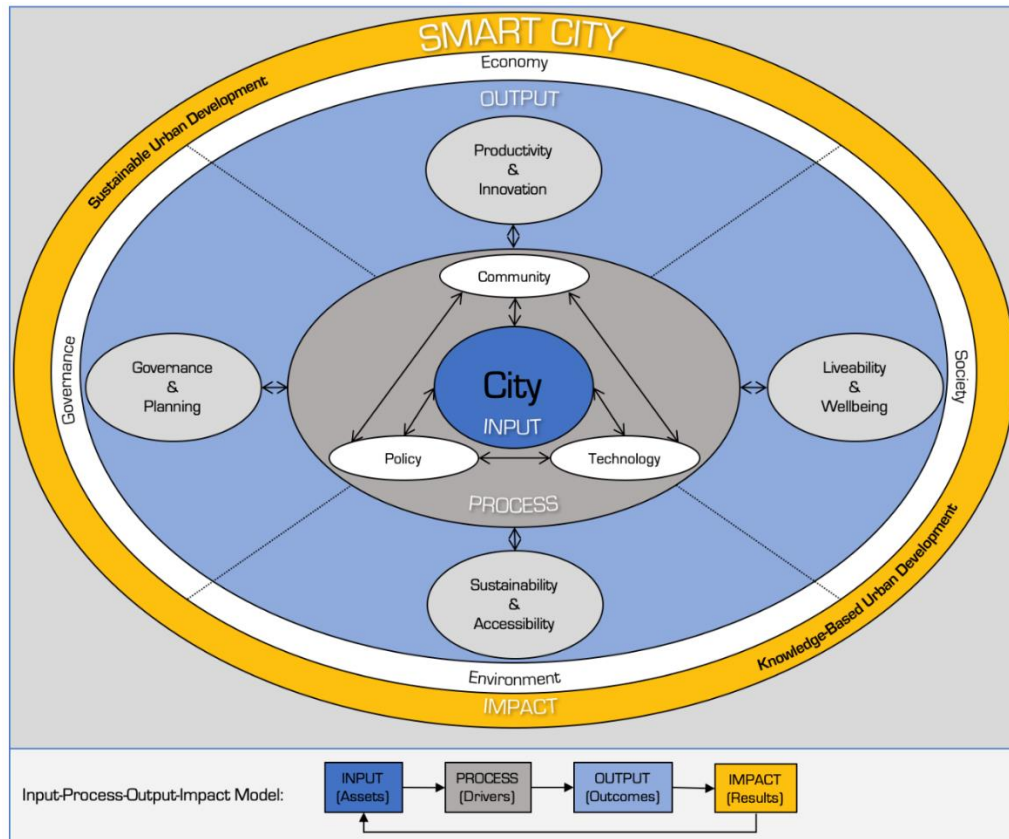 SMART CITY
Economy
OUTPUT
Sustainable Urban Development
Productivity
&
Innovation
Community
Governance
Governance
&
Planning
City
INPUT
Liveability
&
Wellbeing
Society
Policy
Technology
PROCESS
Sustainability
&
Accessibility
Knowledge-Based Urban Development
Environment
IMPACT
Input-Process-Output-Impact Model:
INPUT
(Assets)
PROCESS
(Drivers)
OUTPUT
(Outcomes)
IMPACT
(Results)